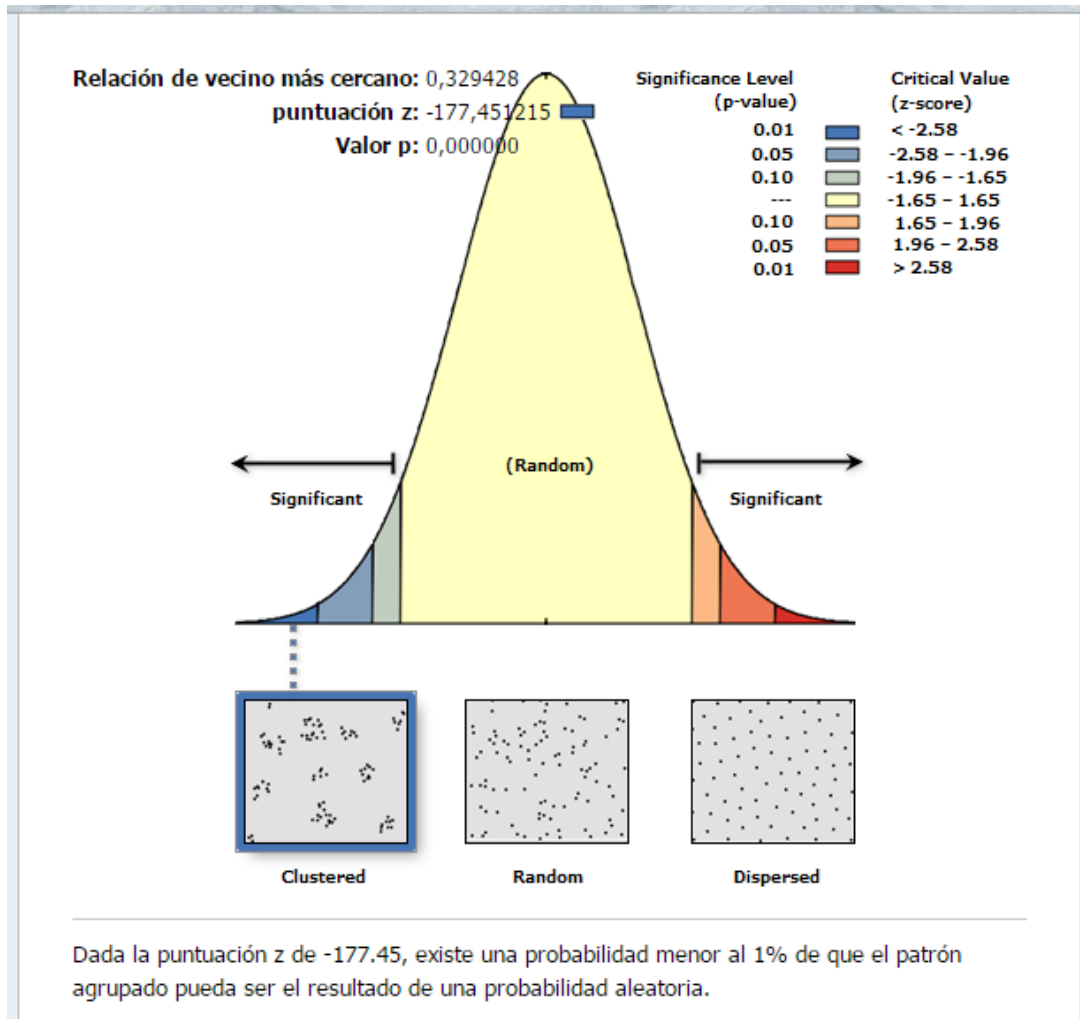 Relación de vecino más cercano: 0,329428
puntuación z: -177,451215
Valor p: 0,000000
Significance Level
(p-value)
Critical Value
(z-score)
0.01 < -2.58
0.05 -2.58 – -1.96
0.10 -1.96 – -1.65
--- -1.65 – 1.65
0.10 1.65 – 1.96
0.05 1.96 – 2.58
0.01 > 2.58
(Random)
Significant
Significant
Clustered
Random
Dispersed
Dada la puntuación z de -177.45, existe una probabilidad menor al 1% de que el patrón
agrupado pueda ser el resultado de una probabilidad aleatoria.